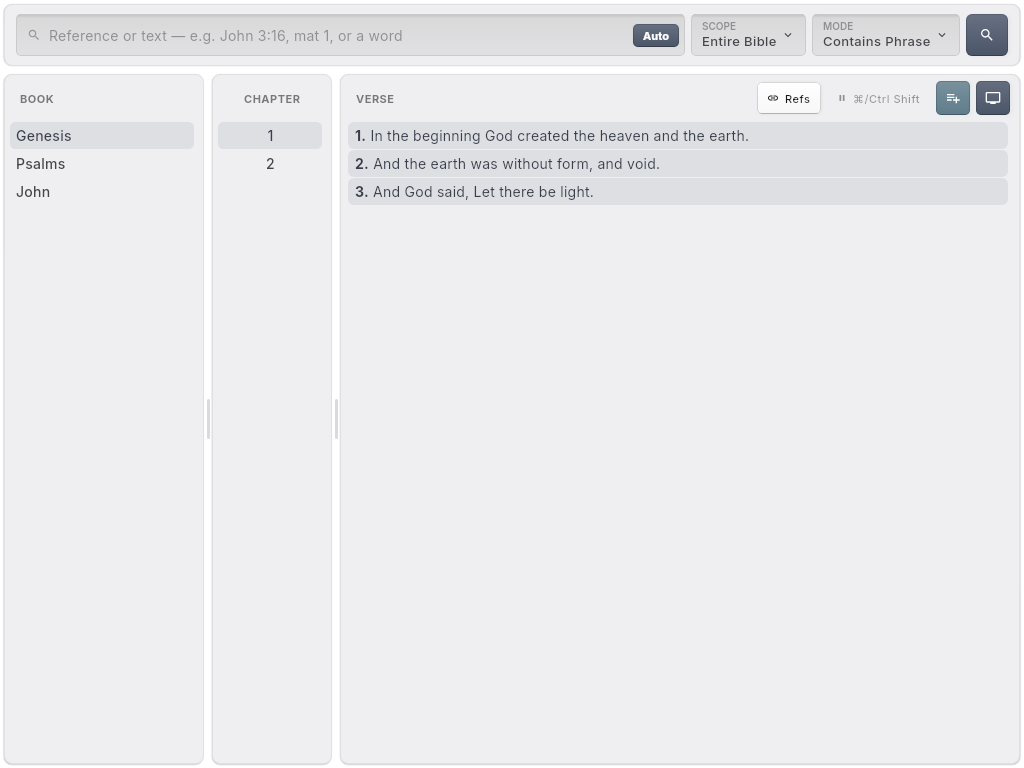 Reference or text — e.g. John 3:16, mat 1, or a word
Auto
SCOPE
Entire Bible
MODE
Contains Phrase
BOOK
Genesis
Psalms
John
CHAPTER
1
2
VERSE
Refs
⌘/Ctrl Shift
1. In the beginning God created the heaven and the earth.
2. And the earth was without form, and void.
3. And God said, Let there be light.